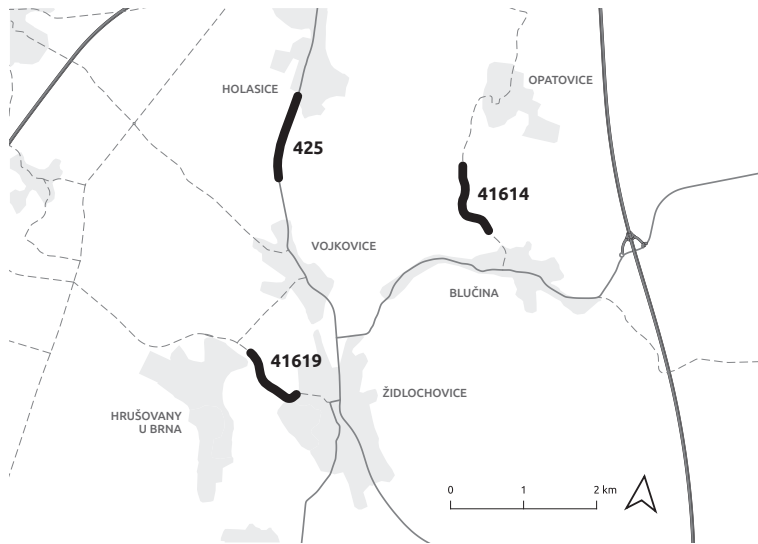 OPATOVICE
HOLASICE
425
41614
VOJKOVICE
BLUČINA
41619
ŽIDLOCHOVICE
HRUŠOVANY
U BRNA
0 1 2 km